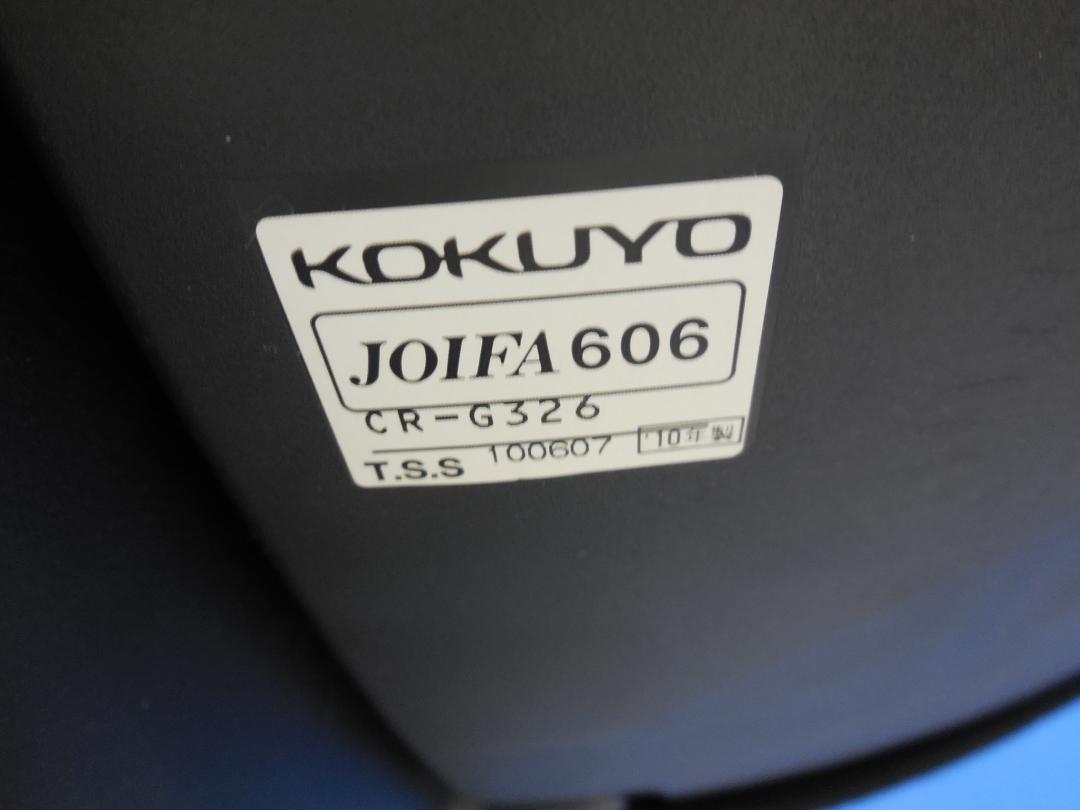 KOKUYO
JOIFA 606
CR-G326
T.S.S 100607 '10年製